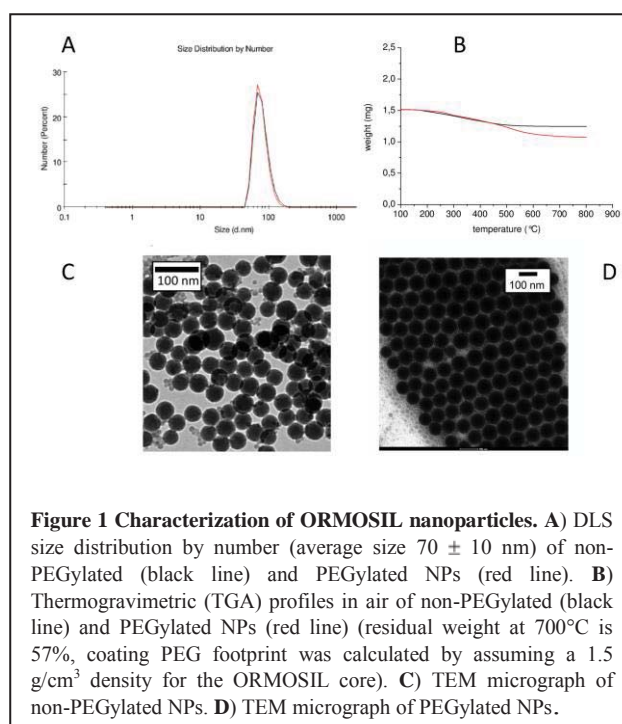 A
Size Distribution by Number
Number (Percent)
30
20
10
0
0.1
1
10
100
1000
Size (d.nm)
B
weight (mg)
2,5
2,0
1,5
1,0
0,5
0,0
100 200 300 400 500 600 700 800 900
temperature (°C)
C
100 nm
D
100 nm
Figure 1 Characterization of ORMOSIL nanoparticles. A) DLS
size distribution by number (average size 70 ± 10 nm) of non-
PEGylated (black line) and PEGylated NPs (red line). B)
Thermogravimetric (TGA) profiles in air of non-PEGylated (black
line) and PEGylated NPs (red line) (residual weight at 700°C is
57%, coating PEG footprint was calculated by assuming a 1.5
g/cm³ density for the ORMOSIL core). C) TEM micrograph of
non-PEGylated NPs. D) TEM micrograph of PEGylated NPs.